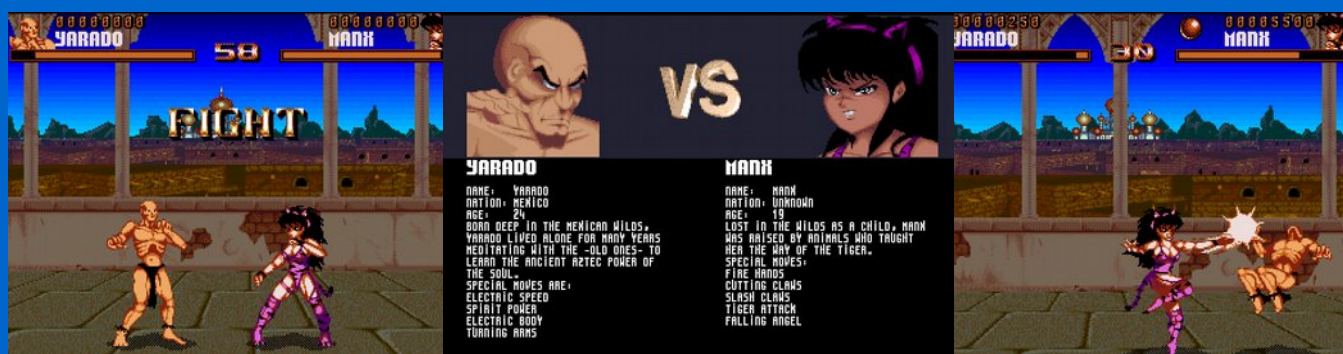 00000000 00000000
YARADO 58 MANX
FIGHT
VS
YARADO
NAME: YARADO
NATION: MEXICO
AGE: 24
BORN DEEP IN THE MEXICAN WILDS,
YARADO LIVED ALONE FOR MANY YEARS
MEDITATING WITH THE -OLD ONES- TO
LEARN THE ANCIENT AZTEC POWER OF
THE SOUL.
SPECIAL MOVES ARE:
ELECTRIC SPEED
SPIRIT POWER
ELECTRIC BODY
TURNING ARMS
MANX
NAME: MANX
NATION: UNKNOWN
AGE: 19
LOST IN THE WILDS AS A CHILD, MANX
WAS RAISED BY ANIMALS WHO TAUGHT
HER THE WAY OF THE TIGER.
SPECIAL MOVES:
FIRE HANDS
CUTTING CLAWS
SLASH CLAWS
TIGER ATTACK
FALLING ANGEL
00000250 00005500
YARADO 30 MANX